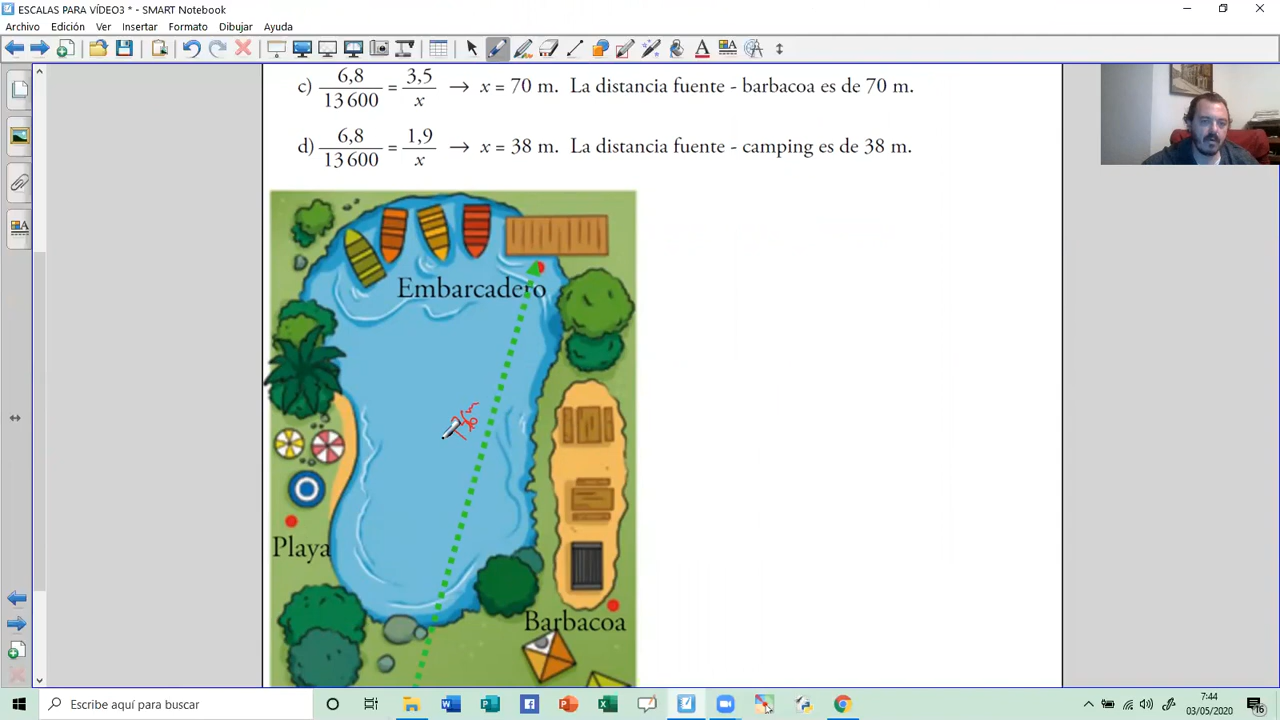 ESCALAS PARA VÍDEO3 * - SMART Notebook
Archivo Edición Ver Insertar Formato Dibujar Ayuda
c) 6,8/13 600 = 3,5/x → x = 70 m. La distancia fuente - barbacoa es de 70 m.
d) 6,8/13 600 = 1,9/x → x = 38 m. La distancia fuente - camping es de 38 m.
Embarcadero
Playa
Barbacoa
Escribe aquí para buscar
7:44
03/05/2020
16